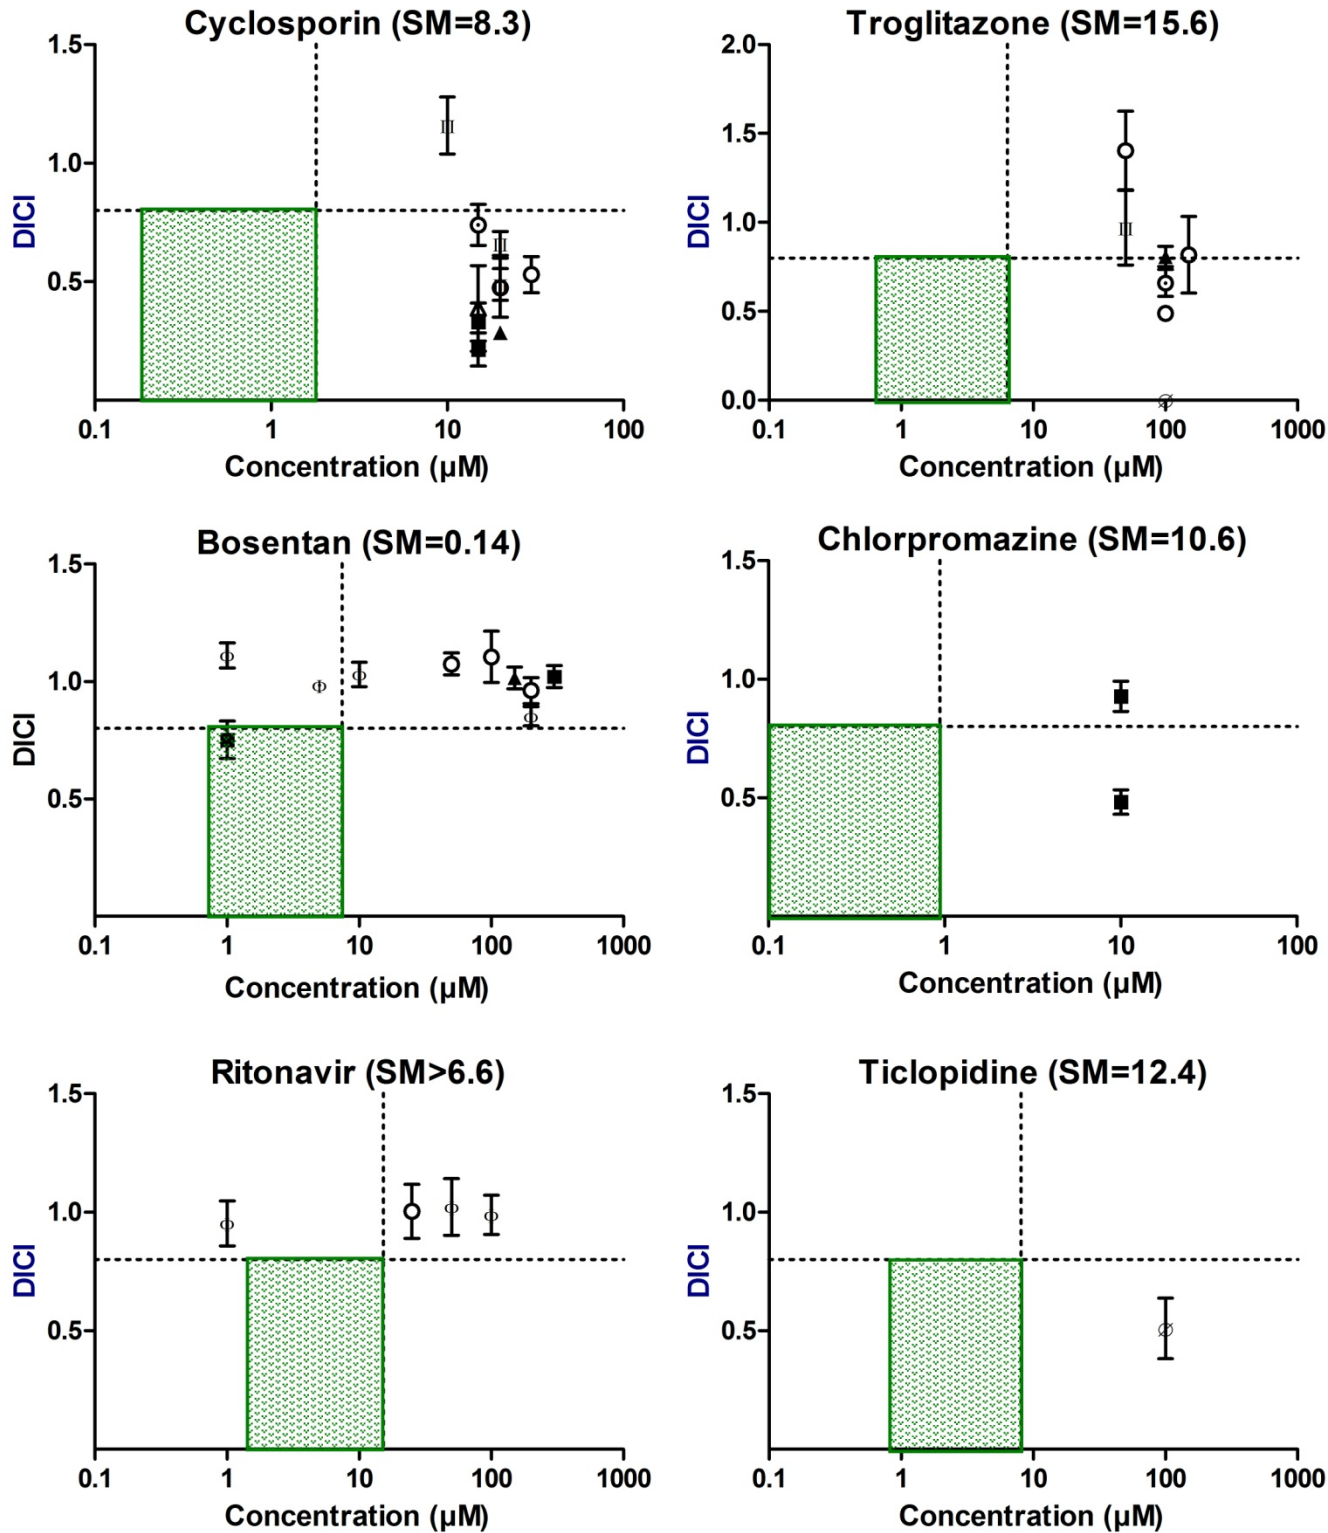 Cyclosporin (SM=8.3)
1.5
1.0
0.5
DICI
0.1 1 10 100
Concentration (µM)
Troglitazone (SM=15.6)
2.0
1.5
1.0
0.5
0.0
DICI
0.1 1 10 100 1000
Concentration (µM)
Bosentan (SM=0.14)
1.5
1.0
0.5
DICI
0.1 1 10 100 1000
Concentration (µM)
Chlorpromazine (SM=10.6)
1.5
1.0
0.5
DICI
0.1 1 10 100
Concentration (µM)
Ritonavir (SM>6.6)
1.5
1.0
0.5
DICI
0.1 1 10 100 1000
Concentration (µM)
Ticlopidine (SM=12.4)
1.5
1.0
0.5
DICI
0.1 1 10 100 1000
Concentration (µM)